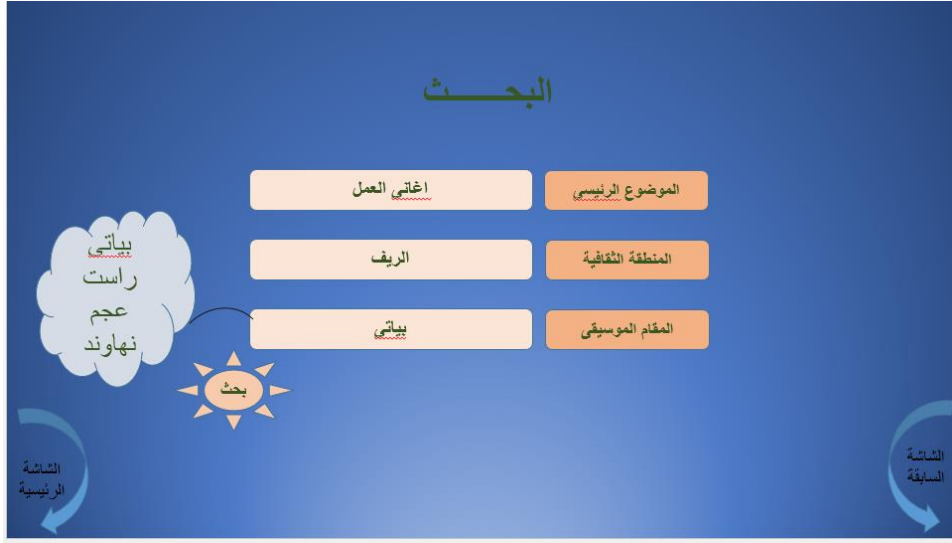 البحــــــث
الموضوع الرئيسي
اغاني العمل
المنطقة الثقافية
الريف
المقام الموسيقى
بياتي
بياتي
راست
عجم
نهاوند
بحث
الشاشة
السابقة
الشاشة
الرئيسية